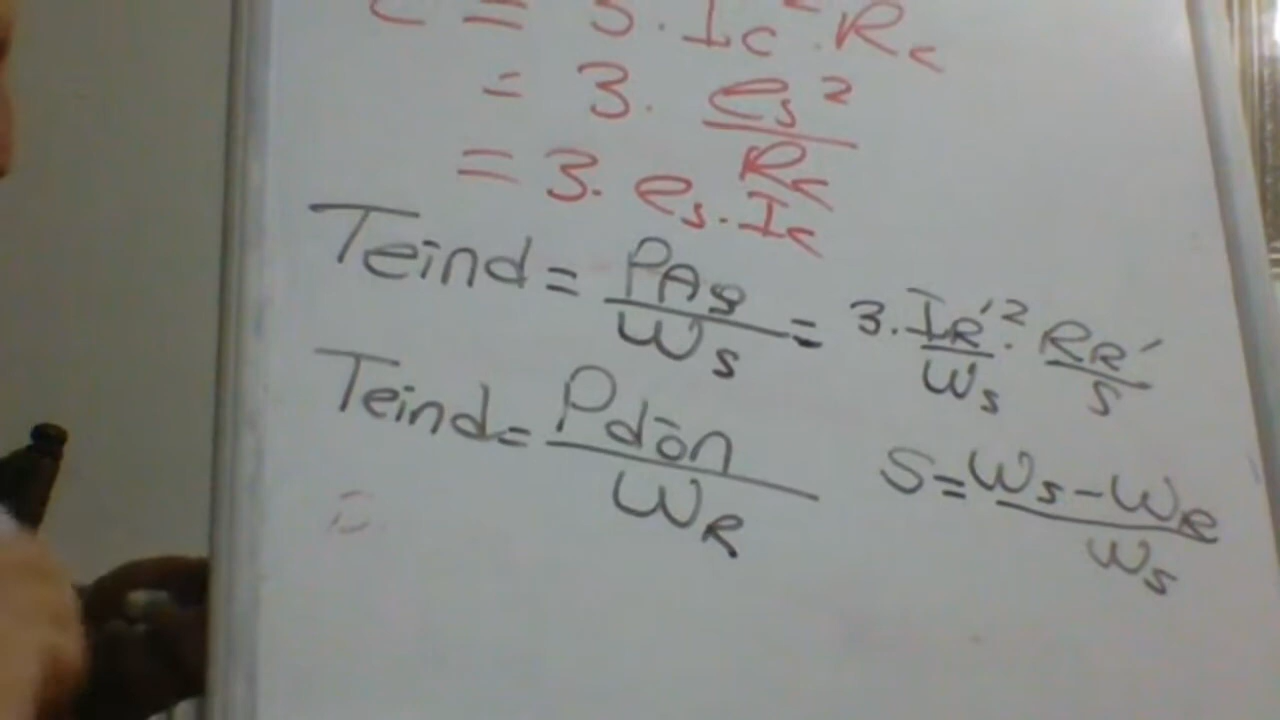 = 3. Ic². Rc
= 3. es² / Rc
= 3. es. Ic
Teind = PAg / ωs = 3. IR'² / ωs . RR' / s
Teind = Pdön / ωR
S = ωs - ωR / ωs